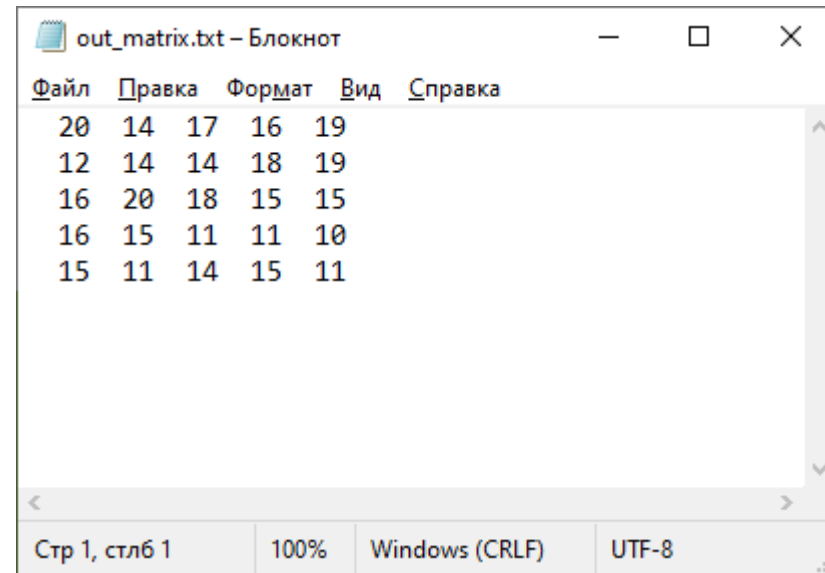 out_matrix.txt – Блокнот
Файл Правка Формат Вид Справка
20 14 17 16 19
12 14 14 18 19
16 20 18 15 15
16 15 11 11 10
15 11 14 15 11
Стр 1, стлб 1 100% Windows (CRLF) UTF-8